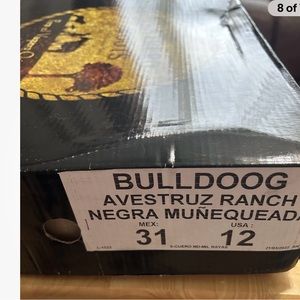 8 of
BULLDOOG
AVESTRUZ RANCH
NEGRA MUÑEQUEADA
MEX: USA :
31 12